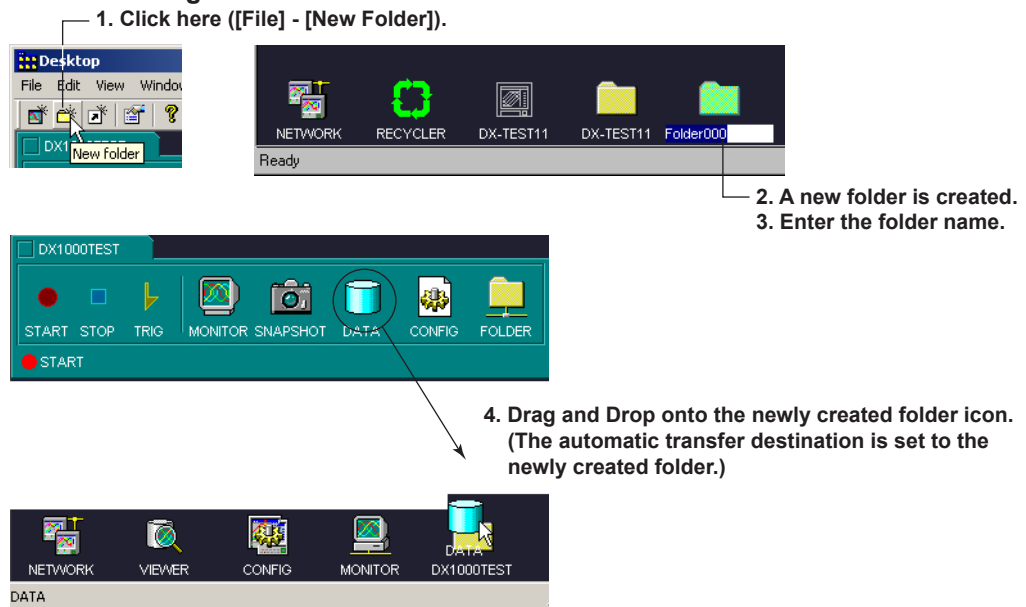 1. Click here ([File] - [New Folder]).
Desktop
File Edit View Window
DX1
New folder
NETWORK RECYCLER DX-TEST11 DX-TEST11 Folder000
Ready
2. A new folder is created.
3. Enter the folder name.
DX1000TEST
START STOP TRIG MONITOR SNAPSHOT DATA CONFIG FOLDER
START
4. Drag and Drop onto the newly created folder icon.
(The automatic transfer destination is set to the
newly created folder.)
DATA
NETWORK VIEWER CONFIG MONITOR DX1000TEST
DATA